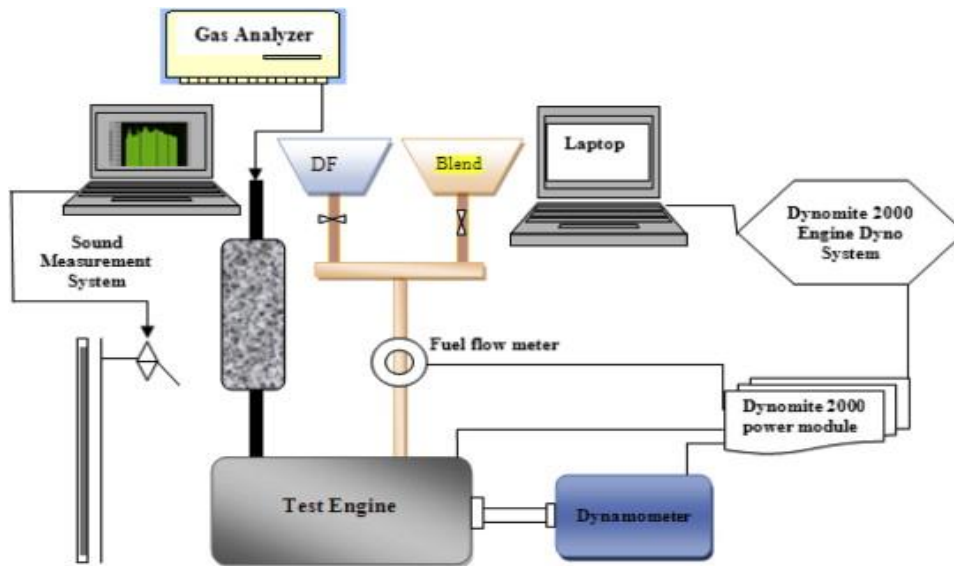 Gas Analyzer
DF
Blend
Laptop
Dynomite 2000
Engine Dyno
System
Sound
Measurement
System
Fuel flow meter
Dynomite 2000
power module
Test Engine
Dynamometer